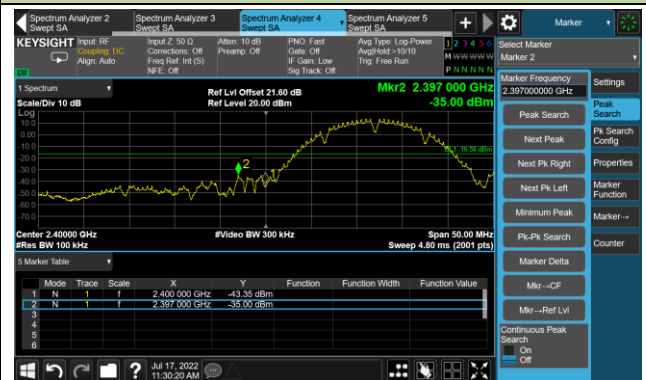 Spectrum Analyzer 2
Swept SA
Spectrum Analyzer 3
Swept SA
Spectrum Analyzer 4
Swept SA
Spectrum Analyzer 5
Swept SA
+
Marker
KEYSIGHT
Input: RF
Coupling: DC
Align: Auto
Input Z: 50 Ω
Corrections: Off
Freq Ref: Int (S)
NFE: Off
Atten: 10 dB
Preamp: Off
PNO: Fast
Gate: Off
IF Gain: Low
Sig Track: Off
Avg Type: Log-Power
Avg|Hold:>10/10
Trig: Free Run
1 2 3 4 5 6
M W W W W W
P N N N N N
Select Marker
Marker 2
1 Spectrum
Scale/Div 10 dB
Ref Lvl Offset 21.60 dB
Ref Level 20.00 dBm
Mkr2 2.397 000 GHz
-35.00 dBm
Log
10.0
0.00
-10.0
-20.0
-30.0
-40.0
-50.0
-60.0
-70.0
2
1
DL1 -16.58 dBm
Center 2.40000 GHz
#Res BW 100 kHz
#Video BW 300 kHz
Span 50.00 MHz
Sweep 4.80 ms (2001 pts)
5 Marker Table
Mode Trace Scale X Y Function Function Width Function Value
1 N 1 f 2.400 000 GHz -43.35 dBm
2 N 1 f 2.397 000 GHz -35.00 dBm
3
4
5
6
Marker Frequency
2.397000000 GHz
Peak Search
Next Peak
Next Pk Right
Next Pk Left
Minimum Peak
Pk-Pk Search
Marker Delta
Mkr→CF
Mkr→Ref Lvl
Continuous Peak
Search
On
Off
Settings
Peak
Search
Pk Search
Config
Properties
Marker
Function
Marker→
Counter
?
Jul 17, 2022
11:30:20 AM